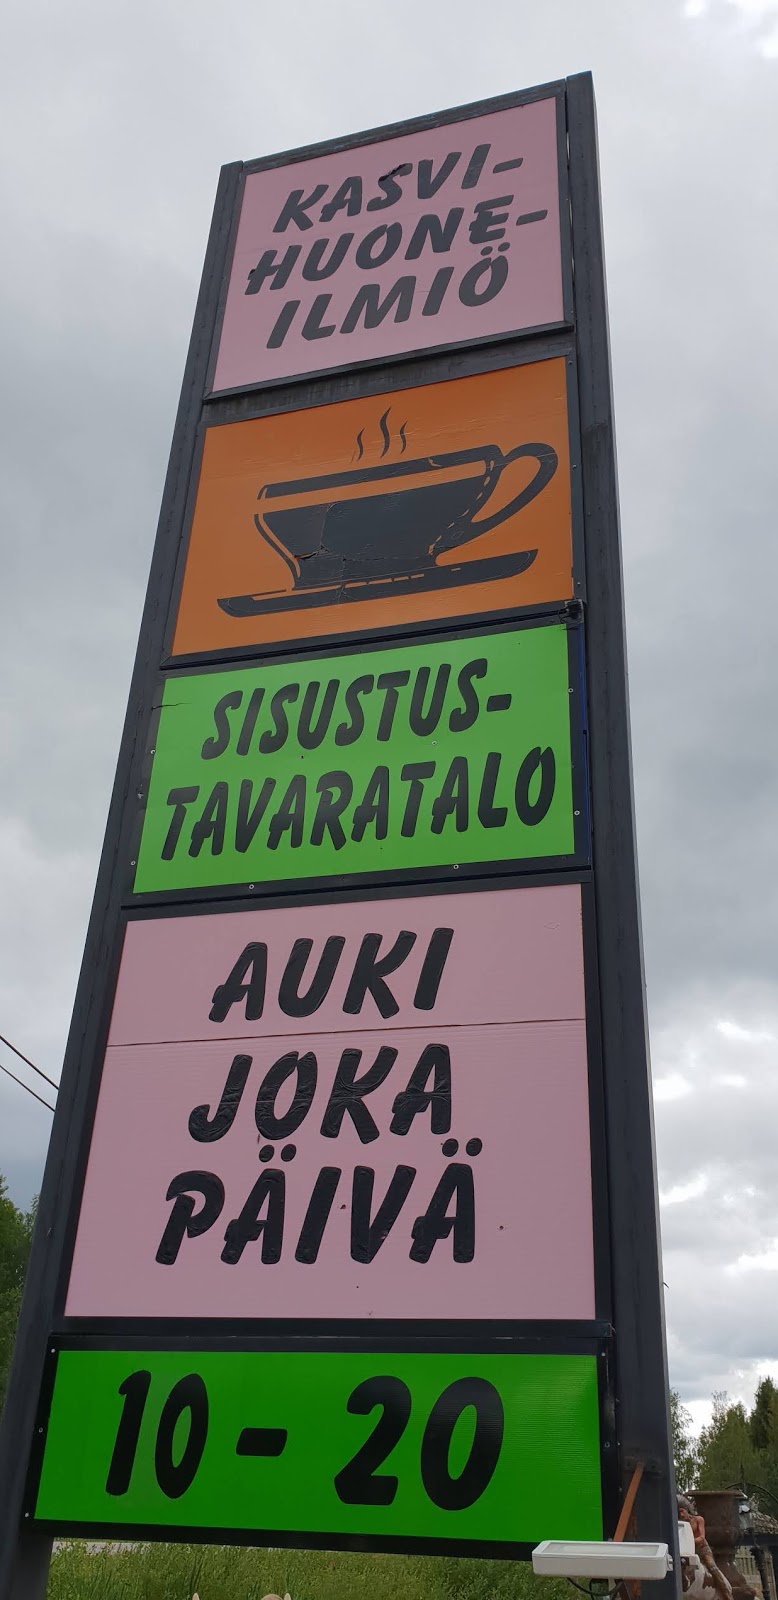 KASVI-
HUONE-
ILMIÖ
SISUSTUS-
TAVARATALO
AUKI
JOKA
PÄIVÄ
10 - 20